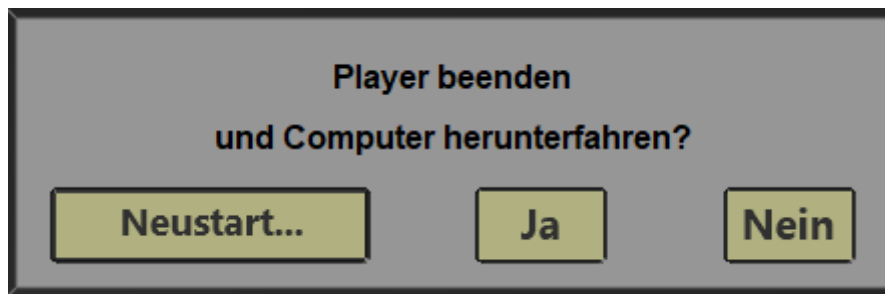 Player beenden
und Computer herunterfahren?
Neustart... Ja Nein